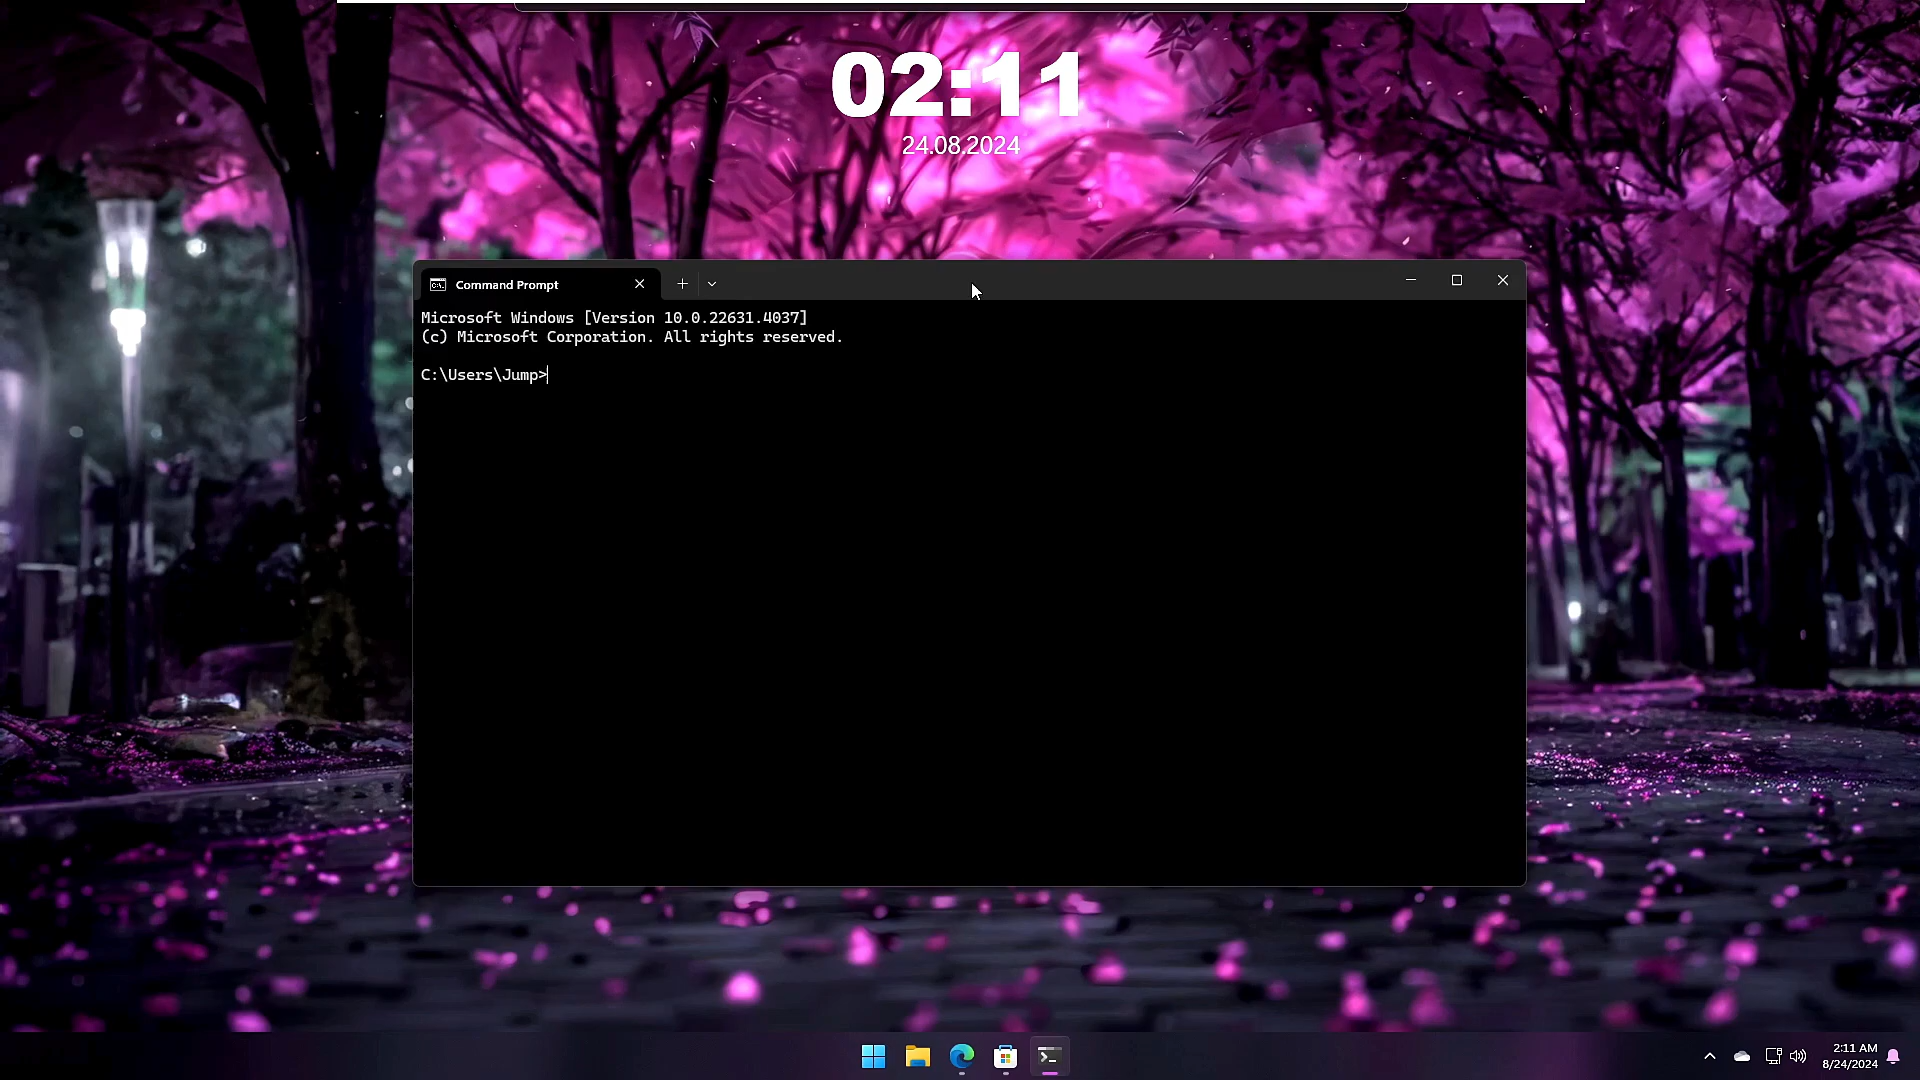 02:11
24.08.2024
Command Prompt
Microsoft Windows [Version 10.0.22631.4037]
(c) Microsoft Corporation. All rights reserved.
C:\Users\Jump>
2:11 AM
8/24/2024